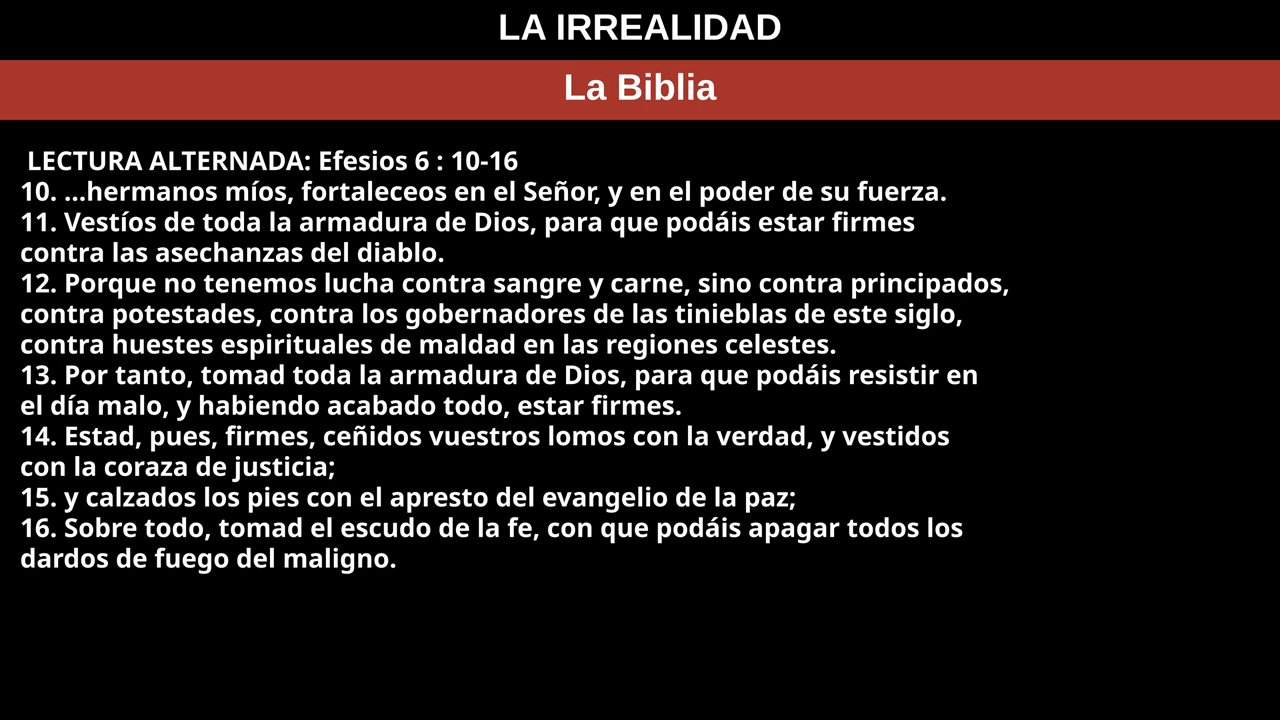 LA IRREALIDAD
La Biblia
LECTURA ALTERNADA: Efesios 6 : 10-16
10. ...hermanos míos, fortaleceos en el Señor, y en el poder de su fuerza.
11. Vestíos de toda la armadura de Dios, para que podáis estar firmes
contra las asechanzas del diablo.
12. Porque no tenemos lucha contra sangre y carne, sino contra principados,
contra potestades, contra los gobernadores de las tinieblas de este siglo,
contra huestes espirituales de maldad en las regiones celestes.
13. Por tanto, tomad toda la armadura de Dios, para que podáis resistir en
el día malo, y habiendo acabado todo, estar firmes.
14. Estad, pues, firmes, ceñidos vuestros lomos con la verdad, y vestidos
con la coraza de justicia;
15. y calzados los pies con el apresto del evangelio de la paz;
16. Sobre todo, tomad el escudo de la fe, con que podáis apagar todos los
dardos de fuego del maligno.